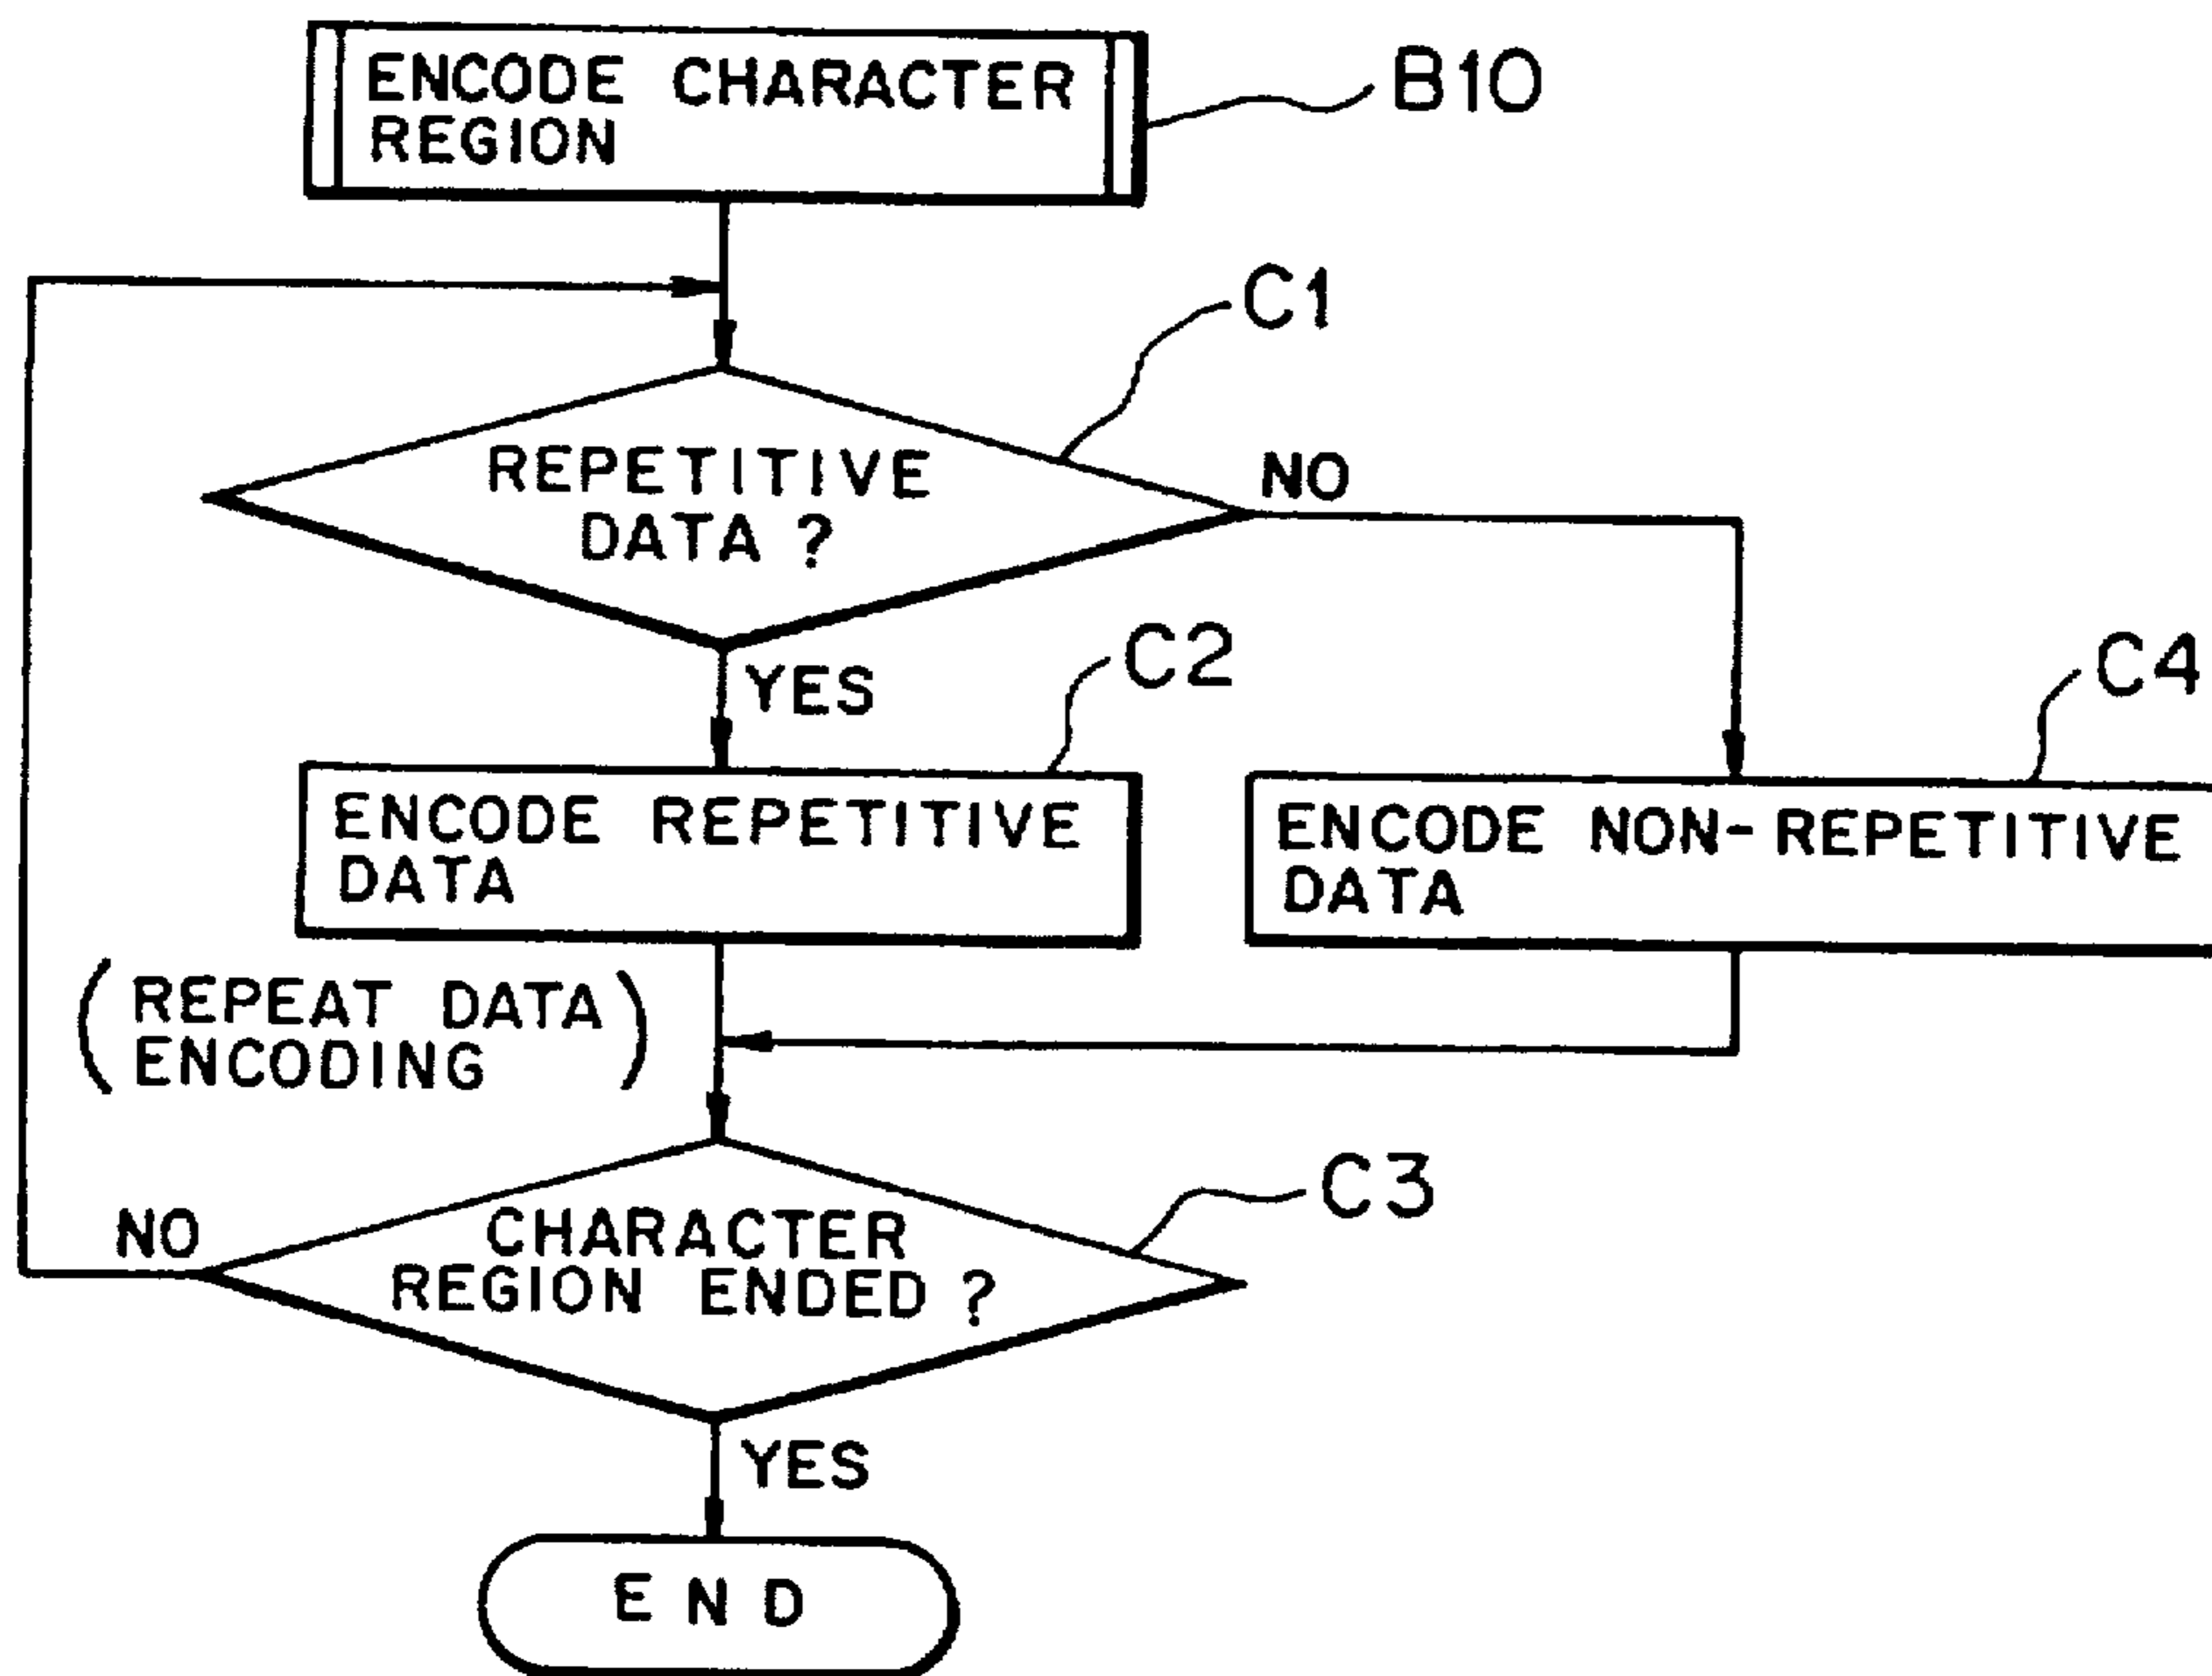 ENCODE CHARACTER
REGION
B10
C1
REPETITIVE
DATA ?
NO
YES
C2
C4
ENCODE REPETITIVE
DATA
ENCODE NON-REPETITIVE
DATA
(REPEAT DATA
ENCODING)
C3
NO
CHARACTER
REGION ENDED ?
YES
END